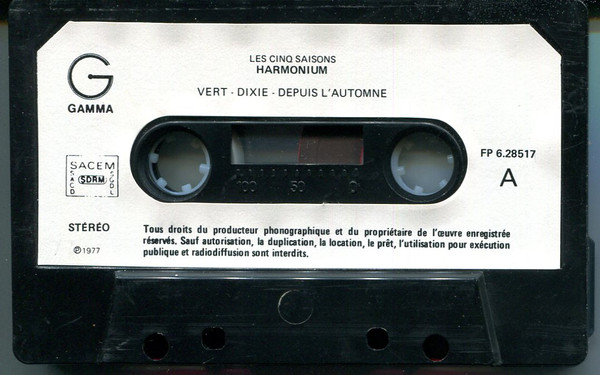 LES CINQ SAISONS
HARMONIUM
VERT - DIXIE - DEPUIS L'AUTOMNE
G
GAMMA
SACEM
SACD
SDRM
SGDL
FP 6.28517
A
100 50 0
STÉRÉO
℗ 1977
Tous droits du producteur phonographique et du propriétaire de l'œuvre enregistrée
réservés. Sauf autorisation, la duplication, la location, le prêt, l'utilisation pour exécution
publique et radiodiffusion sont interdits.